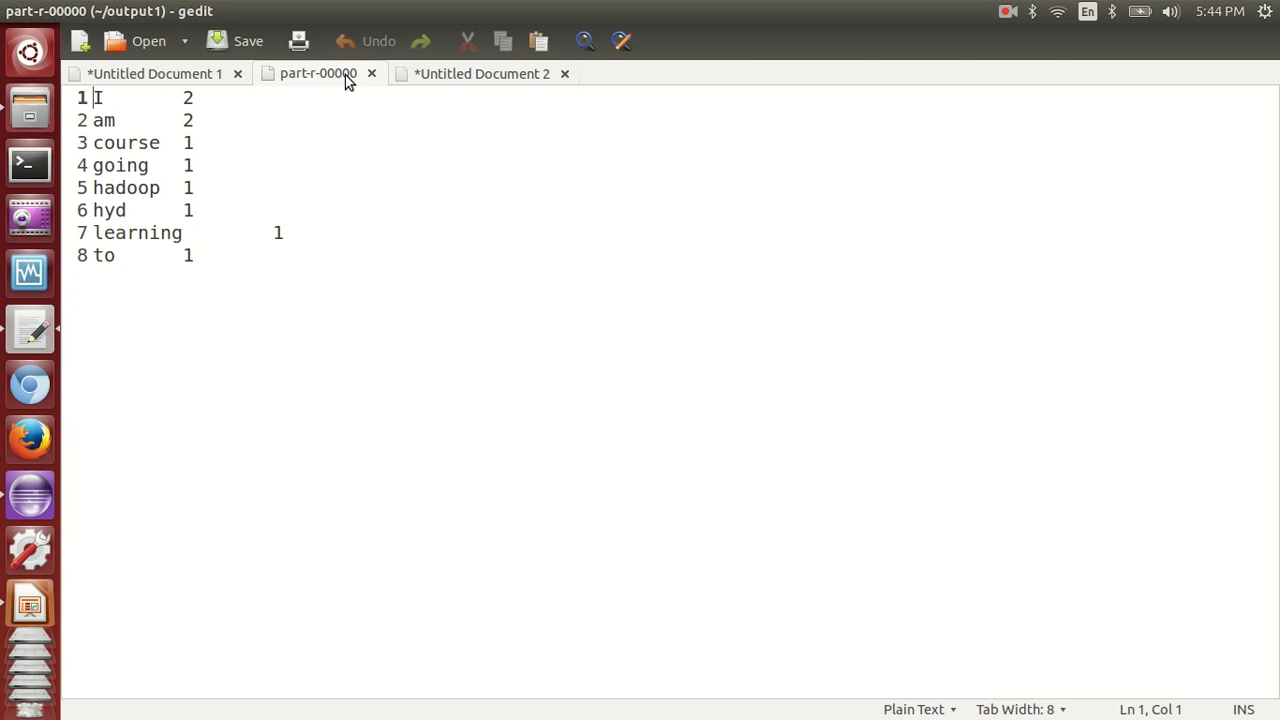 part-r-00000 (~/output1) - gedit
En
5:44 PM
Open
Save
Undo
*Untitled Document 1
part-r-00000
*Untitled Document 2
1 I 2
2 am 2
3 course 1
4 going 1
5 hadoop 1
6 hyd 1
7 learning 1
8 to 1
Plain Text
Tab Width: 8
Ln 1, Col 1
INS